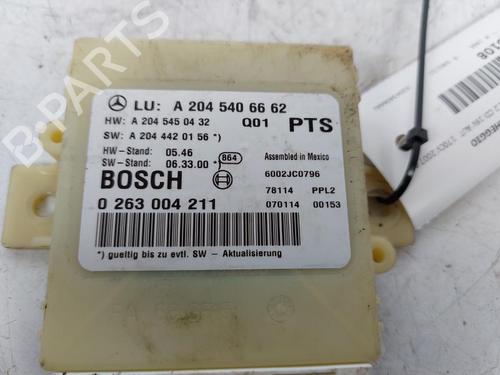 LU: A 204 540 66 62
HW: A 204 545 04 32 Q01 PTS
SW: A 204 442 01 56 *)
HW-Stand: 05.46
SW-Stand: 06.33.00 *) 864 Assembled in Mexico
BOSCH 6002JC0796
78114 PPL2
0 263 004 211 070114 00153
*) gueltig bis zu evtl. SW - Aktualisierung
B-PARTS